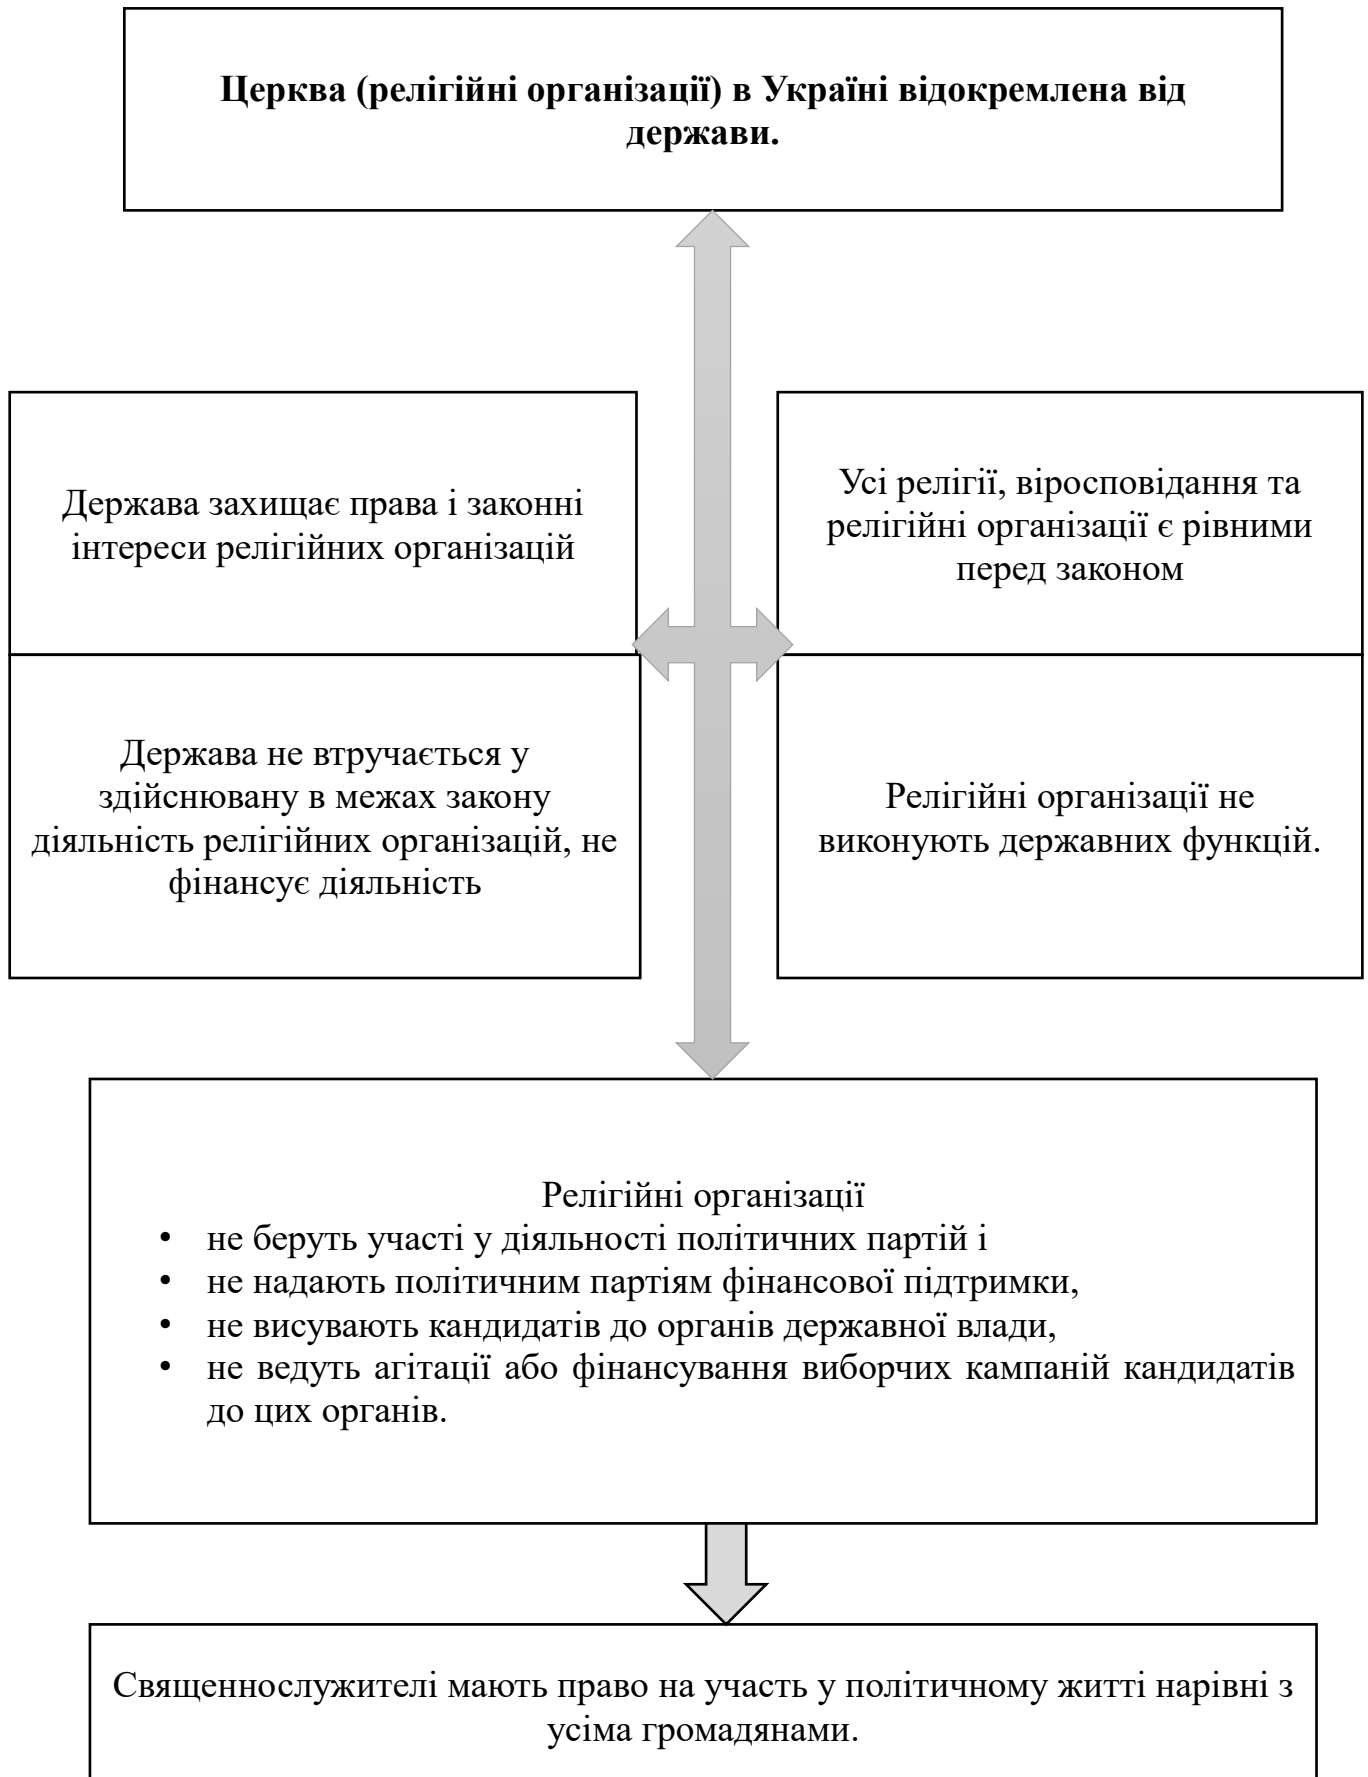 Церква (релігійні організації) в Україні відокремлена від
держави.
Держава захищає права і законні
інтереси релігійних організацій
Усі релігії, віросповідання та
релігійні організації є рівними
перед законом
Держава не втручається у
здійснювану в межах закону
діяльність релігійних організацій, не
фінансує діяльність
Релігійні організації не
виконують державних функцій.
Релігійні організації
• не беруть участі у діяльності політичних партій і
• не надають політичним партіям фінансової підтримки,
• не висувають кандидатів до органів державної влади,
• не ведуть агітації або фінансування виборчих кампаній кандидатів
до цих органів.
Священнослужителі мають право на участь у політичному житті нарівні з
усіма громадянами.